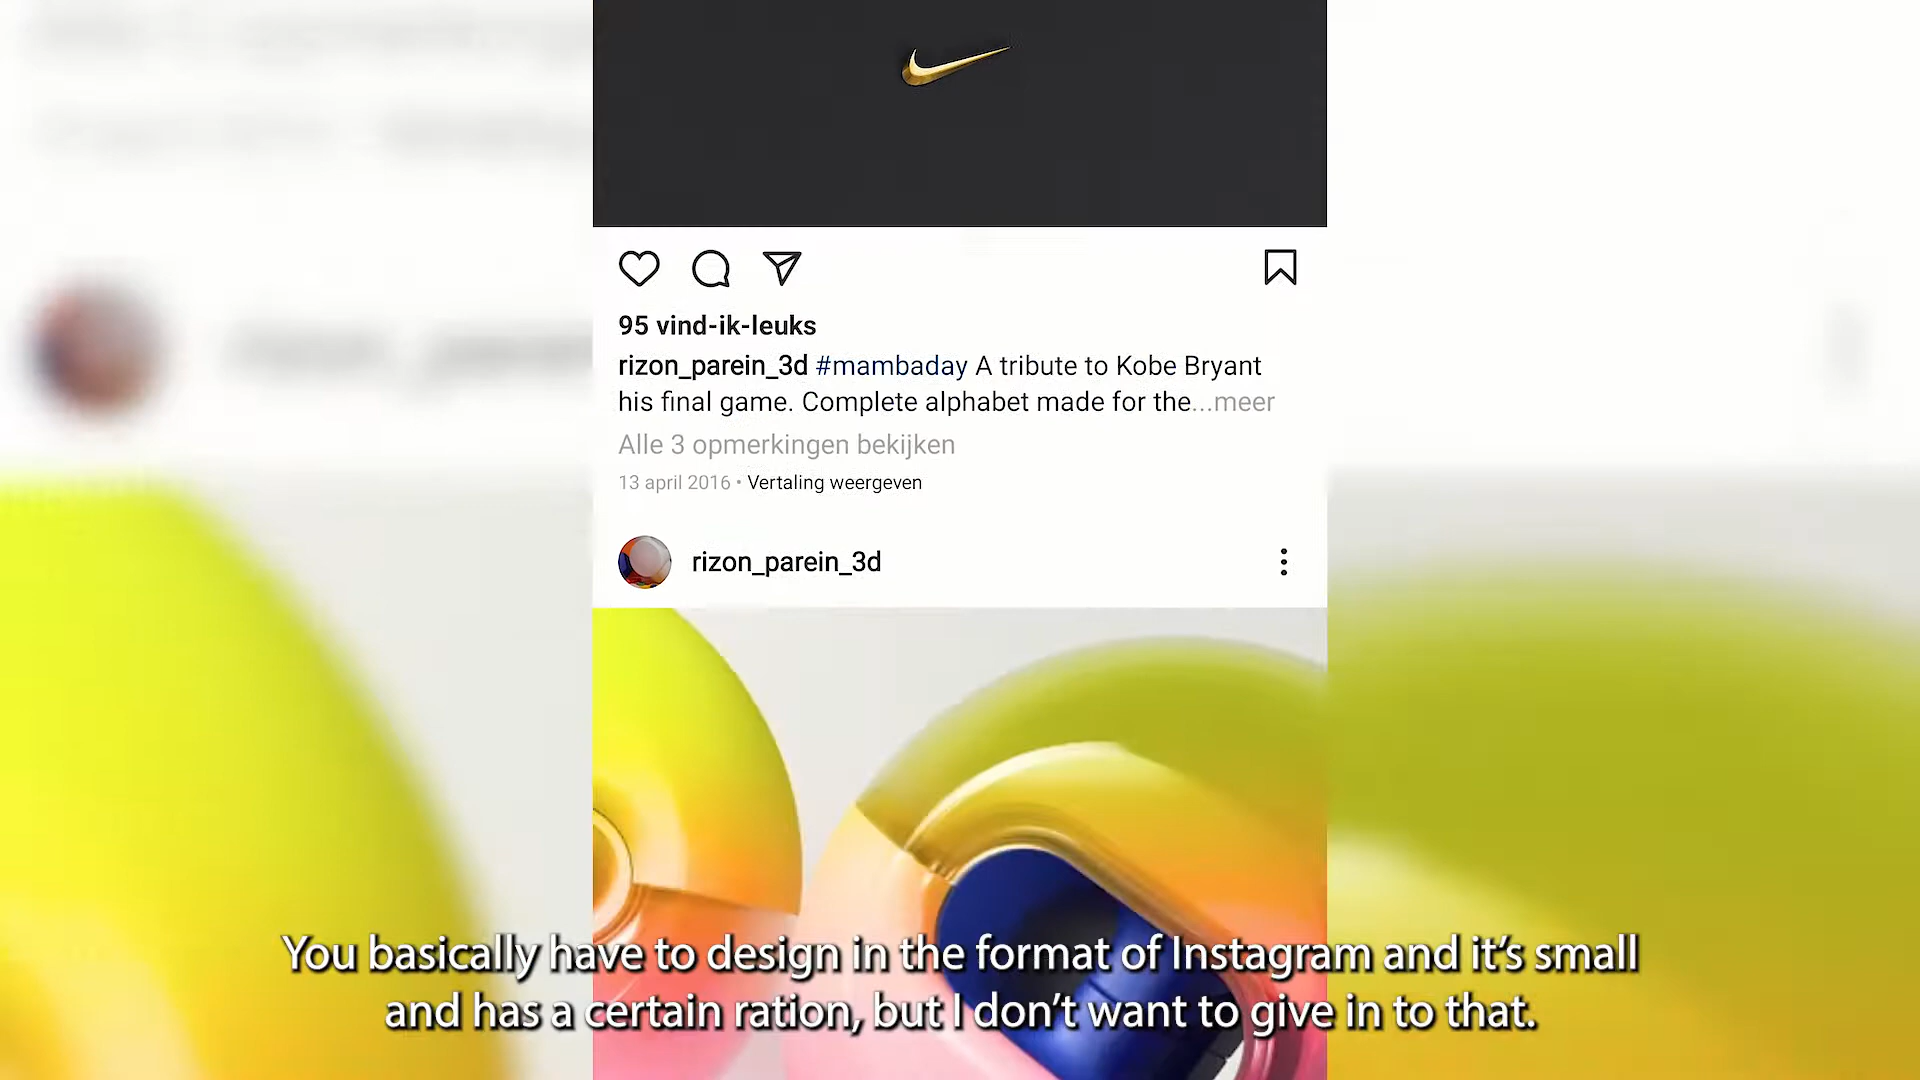 95 vind-ik-leuks
rizon_parein_3d #mambaday A tribute to Kobe Bryant
his final game. Complete alphabet made for the...meer
Alle 3 opmerkingen bekijken
13 april 2016 • Vertaling weergeven
rizon_parein_3d
You basically have to design in the format of Instagram and it's small
and has a certain ration, but I don't want to give in to that.